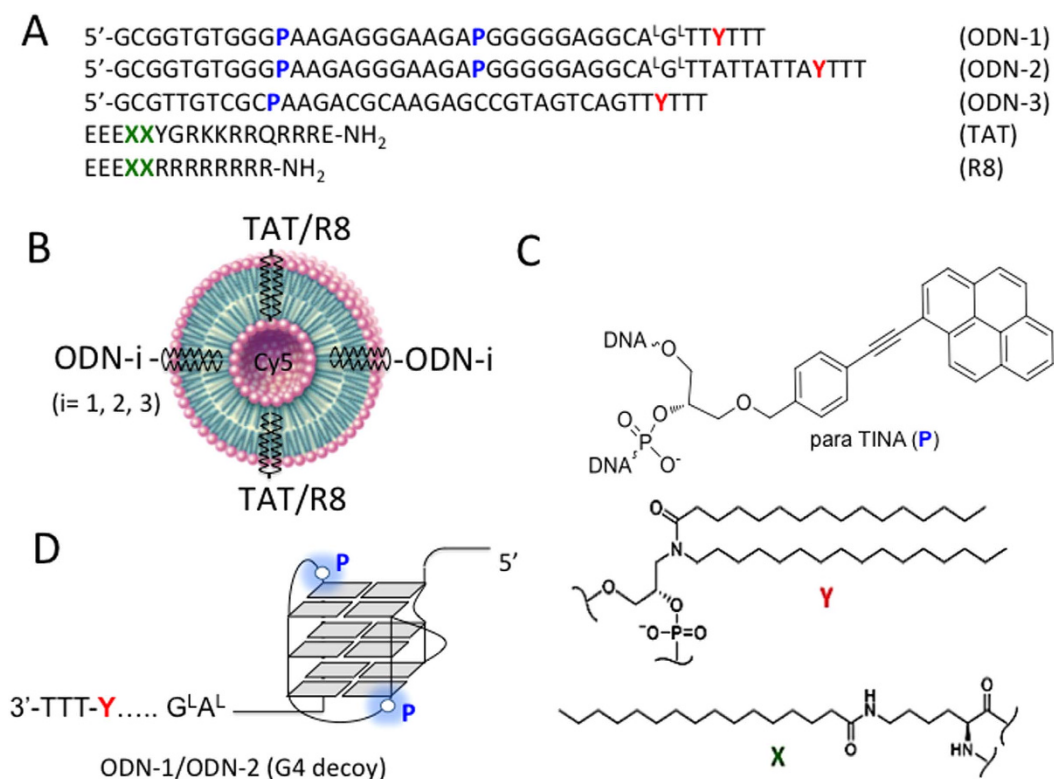 A
5’-GCGGTGTGGGPAAGAGGGAAGAPGGGGGAGGCAᴸGᴸTTYTTT (ODN-1)
5’-GCGGTGTGGGPAAGAGGGAAGAPGGGGGAGGCAᴸGᴸTTATTATTAYTTT (ODN-2)
5’-GCGTTGTCGCPAAGACGCAAGAGCCGTAGTCAGTTYTTT (ODN-3)
EEEXXYGRKKRRQRRRE-NH₂ (TAT)
EEEXXRRRRRRRR-NH₂ (R8)
B
TAT/R8
ODN-i -
Cy5
-ODN-i
(i= 1, 2, 3)
TAT/R8
C
DNA
O
O
O
O
P
O⁻
DNA
para TINA (P)
O
N
O
O
⁻O-P=O
Y
H
N
O
O
HN
X
D
P
5’
3’-TTT-Y..... GᴸAᴸ
P
ODN-1/ODN-2 (G4 decoy)